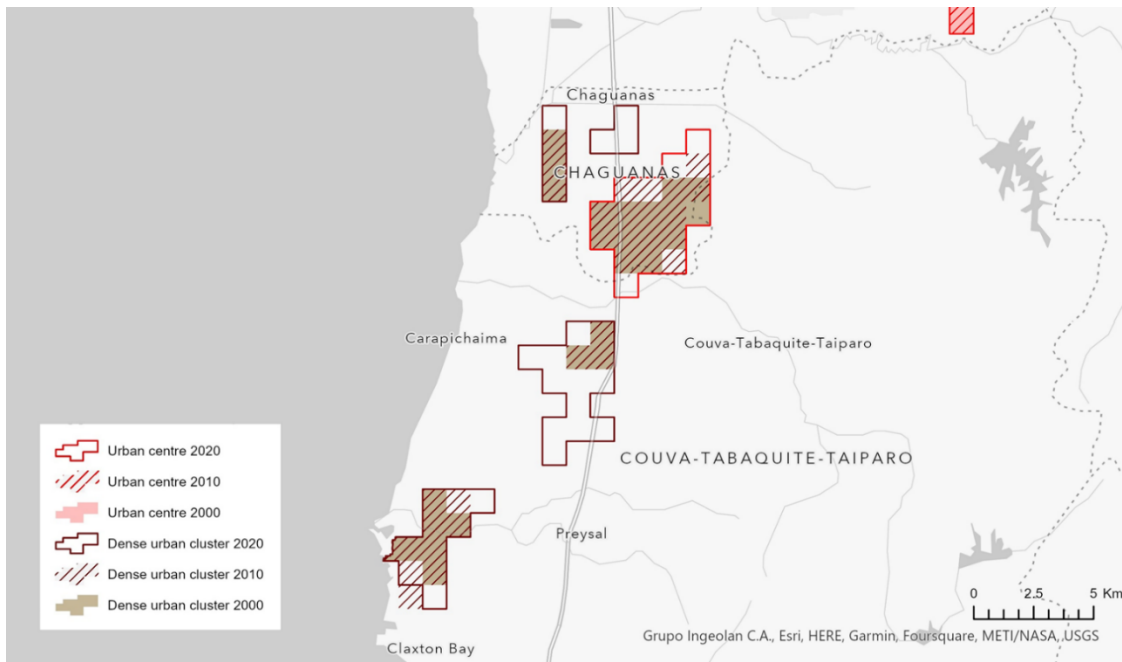 Chaguanas
CHAGUANAS
Carapichaima
Couva-Tabaquite-Taiparo
COUVA-TABAQUITE-TAIPARO
Preysal
Claxton Bay
Urban centre 2020
Urban centre 2010
Urban centre 2000
Dense urban cluster 2020
Dense urban cluster 2010
Dense urban cluster 2000
0 2.5 5 Km
Grupo Ingeolan C.A., Esri, HERE, Garmin, Foursquare, METI/NASA, USGS